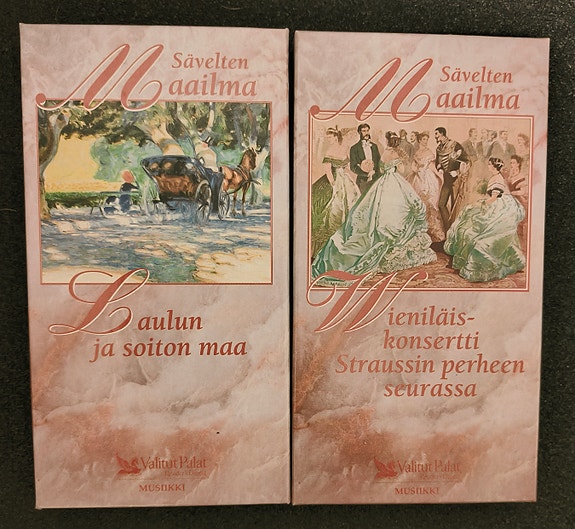 Sävelten
Maailma
Laulun
ja soiton maa
Valitut Palat
MUSIIKKI
Sävelten
Maailma
Wieniläis-
konsertti
Straussin perheen
seurassa
Valitut Palat
MUSIIKKI